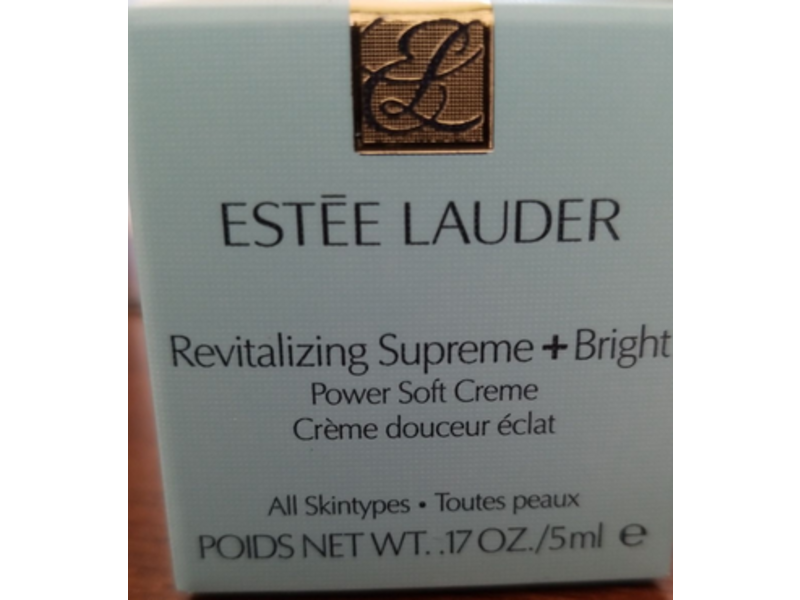 EL
ESTĒE LAUDER
Revitalizing Supreme + Bright
Power Soft Creme
Crème douceur éclat
All Skintypes • Toutes peaux
POIDS NET WT. .17 OZ./5ml ℮